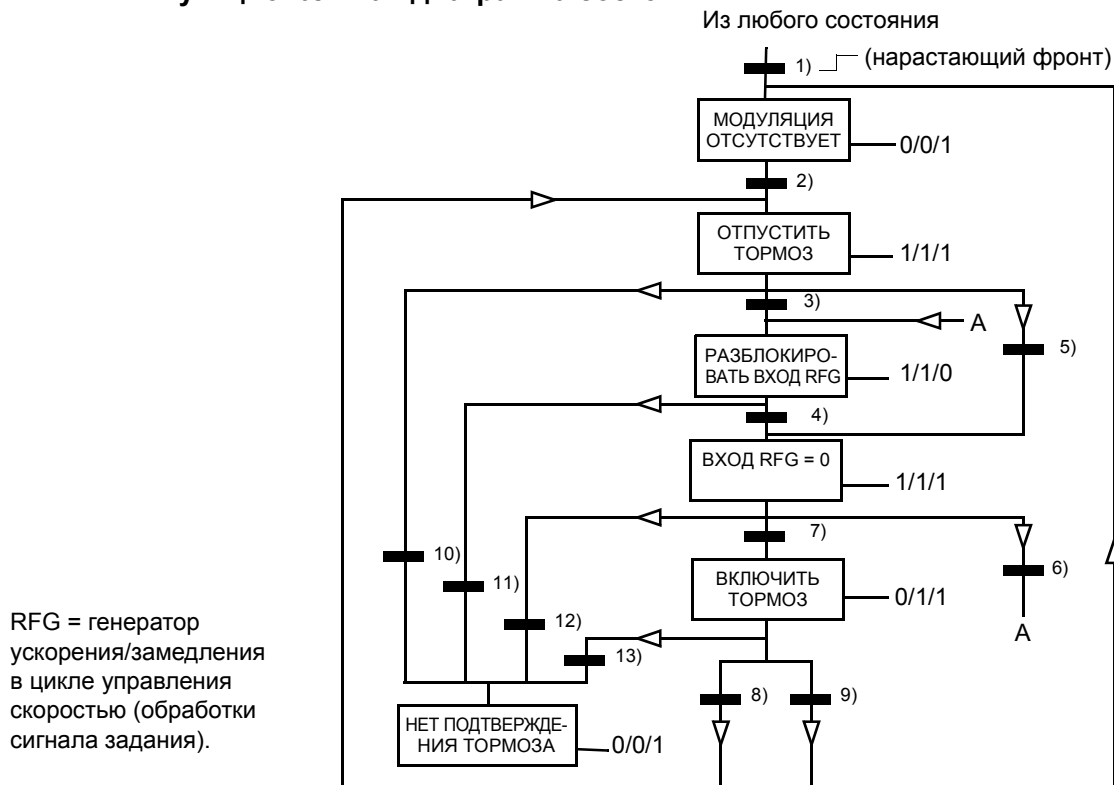 Из любого состояния
1)
(нарастающий фронт)
МОДУЛЯЦИЯ
ОТСУТСТВУЕТ
0/0/1
2)
ОТПУСТИТЬ
ТОРМОЗ
1/1/1
3)
A
5)
РАЗБЛОКИРО-
ВАТЬ ВХОД RFG
1/1/0
4)
ВХОД RFG = 0
1/1/1
7)
10)
11)
6)
ВКЛЮЧИТЬ
ТОРМОЗ
0/1/1
A
12)
13)
8)
9)
НЕТ ПОДТВЕРЖДЕ-
НИЯ ТОРМОЗА
0/0/1
RFG = генератор
ускорения/замедления
в цикле управления
скоростью (обработки
сигнала задания).